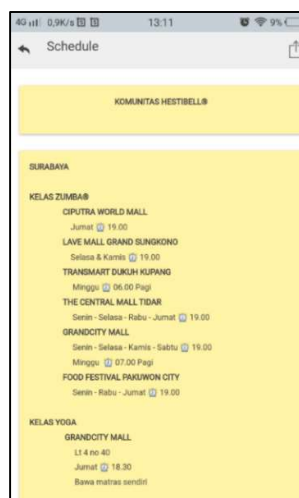 4G 0,9K/s 13:11 9%
Schedule
KOMUNITAS HESTIBELL®
SURABAYA
KELAS ZUMBA®
CIPUTRA WORLD MALL
Jumat 19.00
LAVE MALL GRAND SUNGKONO
Selasa & Kamis 19.00
TRANSMART DUKUH KUPANG
Minggu 06.00 Pagi
THE CENTRAL MALL TIDAR
Senin - Selasa - Rabu - Jumat 19.00
GRANDCITY MALL
Senin - Selasa - Kamis - Sabtu 19.00
Minggu 07.00 Pagi
FOOD FESTIVAL PAKUWON CITY
Senin - Rabu - Jumat 19.00
KELAS YOGA
GRANDCITY MALL
Lt 4 no 40
Jumat 18.30
Bawa matras sendiri